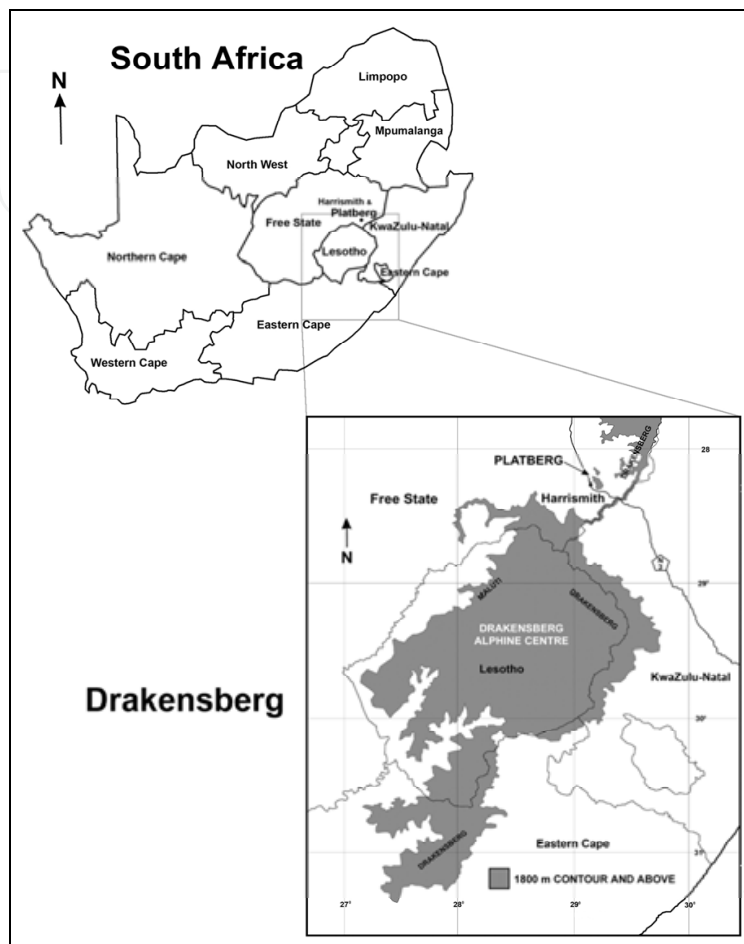 South Africa
N
Limpopo
Mpumalanga
North West
Harrismith &
Platberg
Free State
KwaZulu-Natal
Lesotho
Northern Cape
Eastern Cape
Eastern Cape
Western Cape
DRAKENSBERG
28
PLATBERG
Harrismith
Free State
N
N
3
29°
MALUTI
DRAKENSBERG
DRAKENSBERG
ALPHINE CENTRE
Lesotho
KwaZulu-Natal
Drakensberg
30°
Eastern Cape
31°
DRAKENSBERG
1800 m CONTOUR AND ABOVE
27°
28°
29°
30°